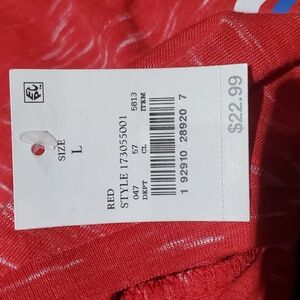 SIZE
L
RED
STYLE 173055001
047 57 5813
DEPT CL ITEM
1 92910 28920 7
$22.99